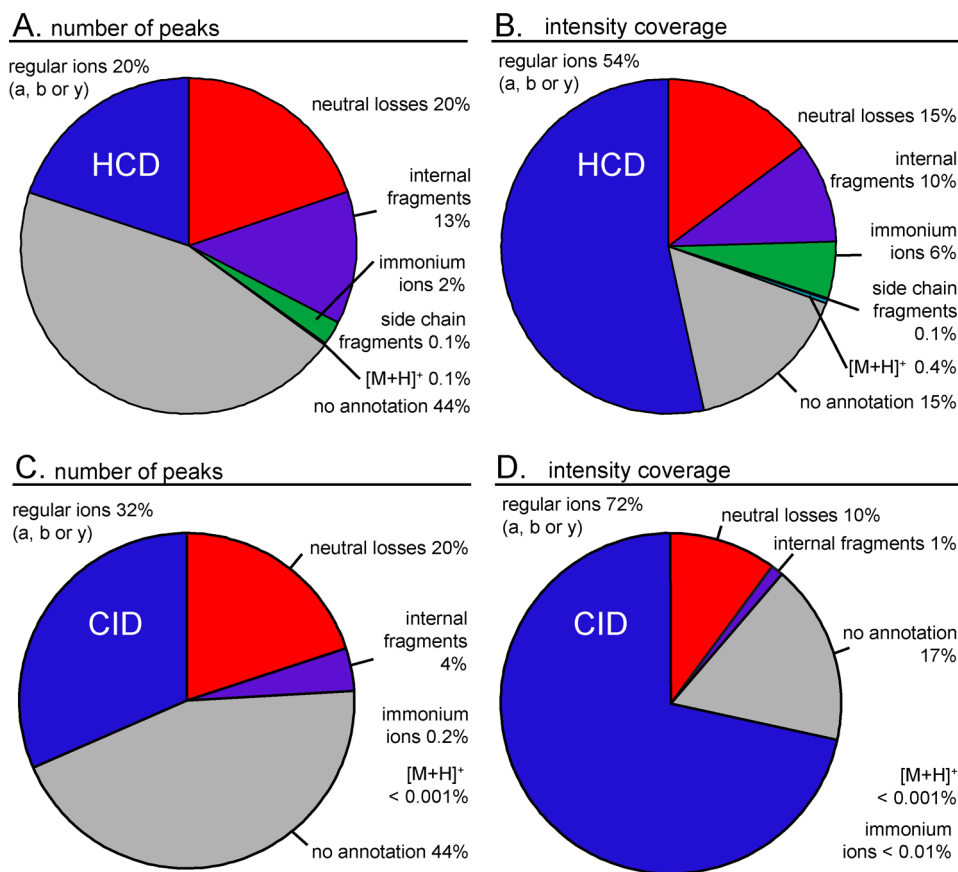 A. number of peaks
regular ions 20%
(a, b or y)
neutral losses 20%
HCD
internal
fragments
13%
immonium
ions 2%
side chain
fragments 0.1%
[M+H]⁺ 0.1%
no annotation 44%
B. intensity coverage
regular ions 54%
(a, b or y)
neutral losses 15%
HCD
internal
fragments 10%
immonium
ions 6%
side chain
fragments
0.1%
[M+H]⁺ 0.4%
no annotation 15%
C. number of peaks
regular ions 32%
(a, b or y)
neutral losses 20%
CID
internal
fragments
4%
immonium
ions 0.2%
[M+H]⁺
< 0.001%
no annotation 44%
D. intensity coverage
regular ions 72%
(a, b or y)
neutral losses 10%
internal fragments 1%
CID
no annotation
17%
[M+H]⁺
< 0.001%
immonium
ions < 0.01%